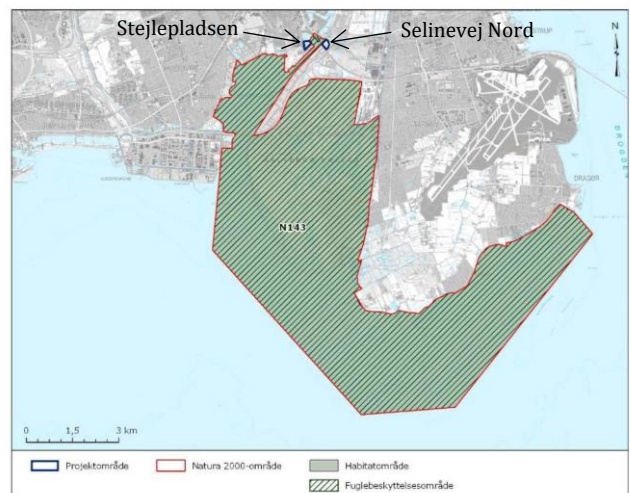 Stejlepladsen
Selinevej Nord
N
DRAGØR
N143
0 1,5 3 km
Projektområde
Natura 2000-område
Habitatområde
Fuglebeskyttelsesområde